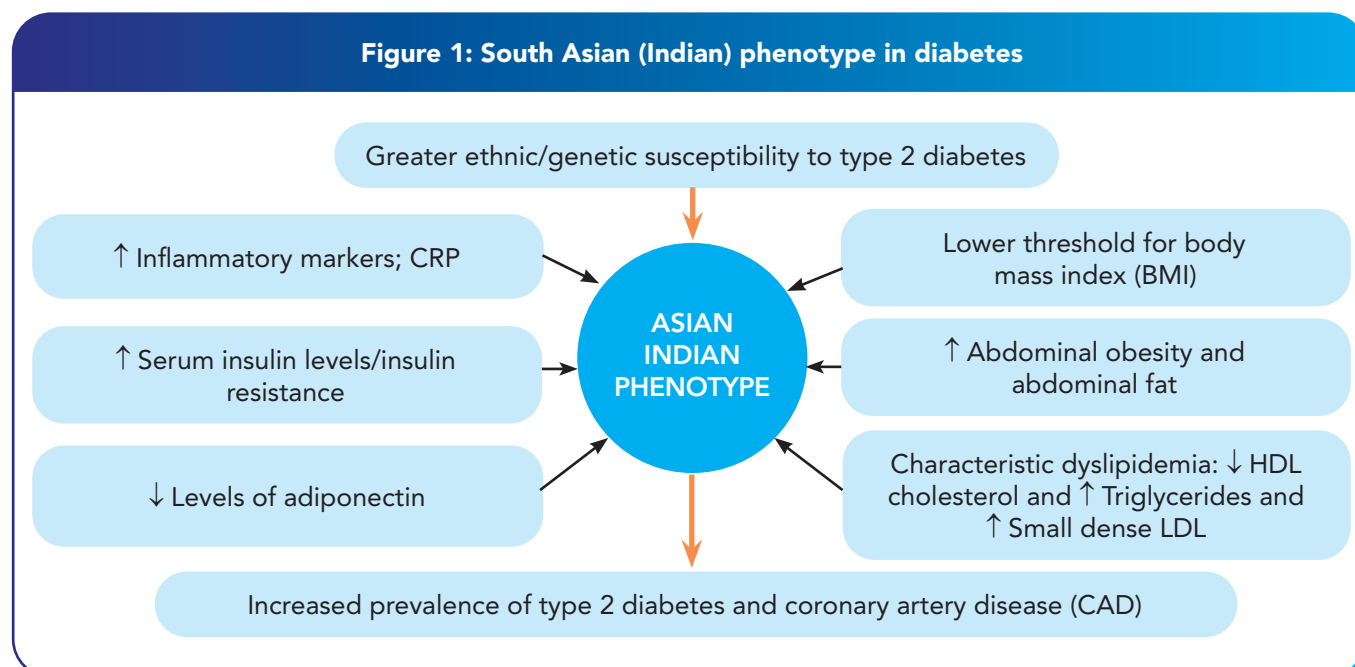 Figure 1: South Asian (Indian) phenotype in diabetes
Greater ethnic/genetic susceptibility to type 2 diabetes
↑ Inflammatory markers; CRP
↑ Serum insulin levels/insulin
resistance
↓ Levels of adiponectin
ASIAN
INDIAN
PHENOTYPE
Lower threshold for body
mass index (BMI)
↑ Abdominal obesity and
abdominal fat
Characteristic dyslipidemia: ↓ HDL
cholesterol and ↑ Triglycerides and
↑ Small dense LDL
Increased prevalence of type 2 diabetes and coronary artery disease (CAD)